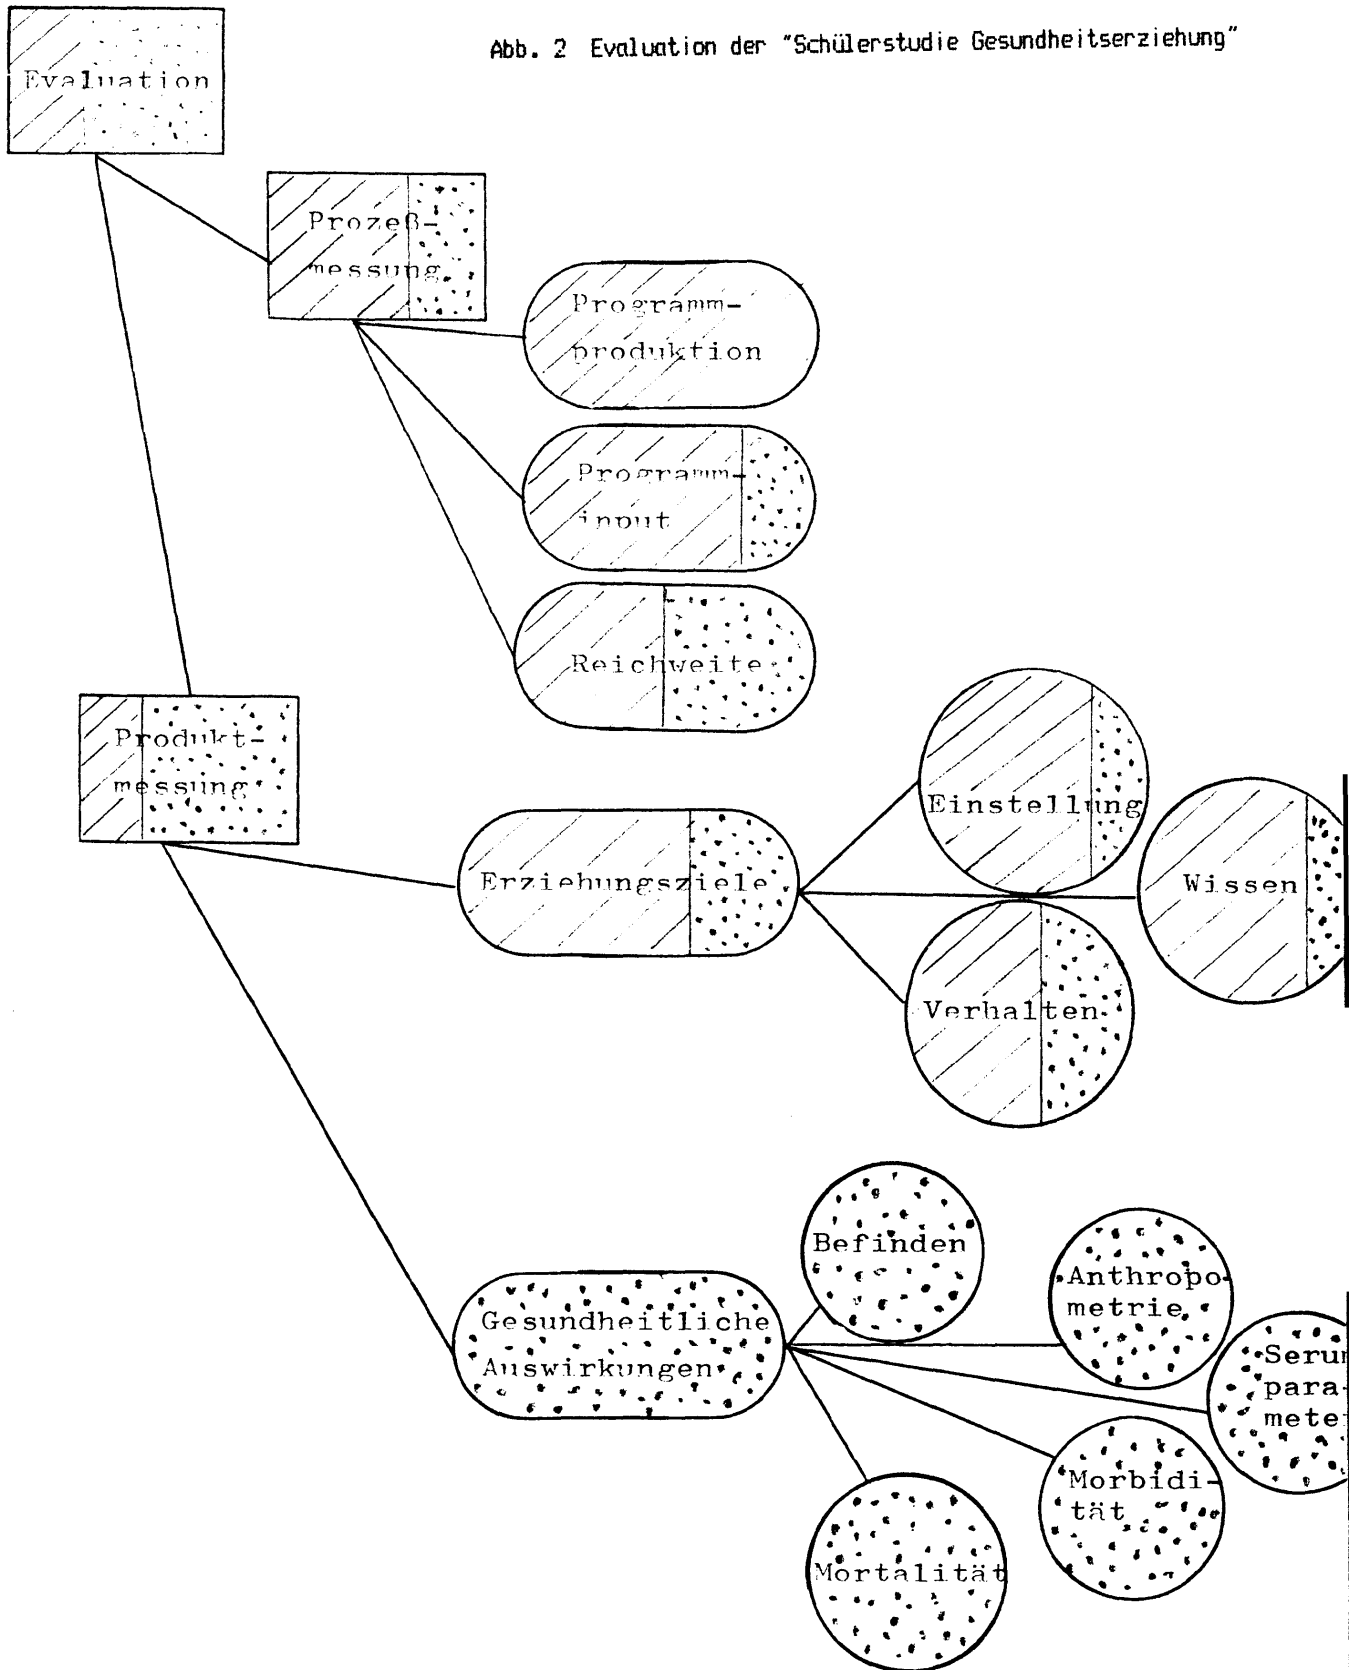 Abb. 2 Evaluation der "Schülerstudie Gesundheitserziehung"
Evaluation
Prozeß-
messung
Programm-
produktion
Programm-
input
Reichweite
Produkt-
messung
Einstellung
Erziehungsziele
Wissen
Verhalten
Befinden
Anthropo-
metrie
Gesundheitliche
Auswirkungen
para-
Morbidi-
tät
Mortalität